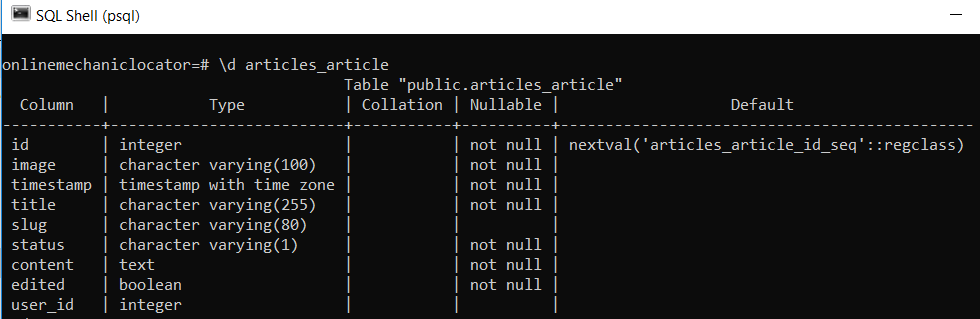 SQL Shell (psql)
onlinemechaniclocator=# \d articles_article
                                  Table "public.articles_article"
  Column   |           Type           | Collation | Nullable |                   Default
-----------+--------------------------+-----------+----------+----------------------------------------------
 id        | integer                  |           | not null | nextval('articles_article_id_seq'::regclass)
 image     | character varying(100)   |           | not null |
 timestamp | timestamp with time zone |           | not null |
 title     | character varying(255)   |           | not null |
 slug      | character varying(80)    |           |          |
 status    | character varying(1)     |           | not null |
 content   | text                     |           | not null |
 edited    | boolean                  |           | not null |
 user_id   | integer                  |           |          |